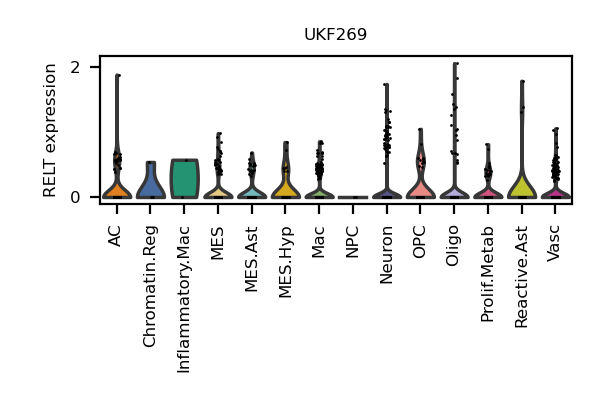 UKF269
RELT expression
2
0
AC
Chromatin.Reg
Inflammatory.Mac
MES
MES.Ast
MES.Hyp
Mac
NPC
Neuron
OPC
Oligo
Prolif.Metab
Reactive.Ast
Vasc